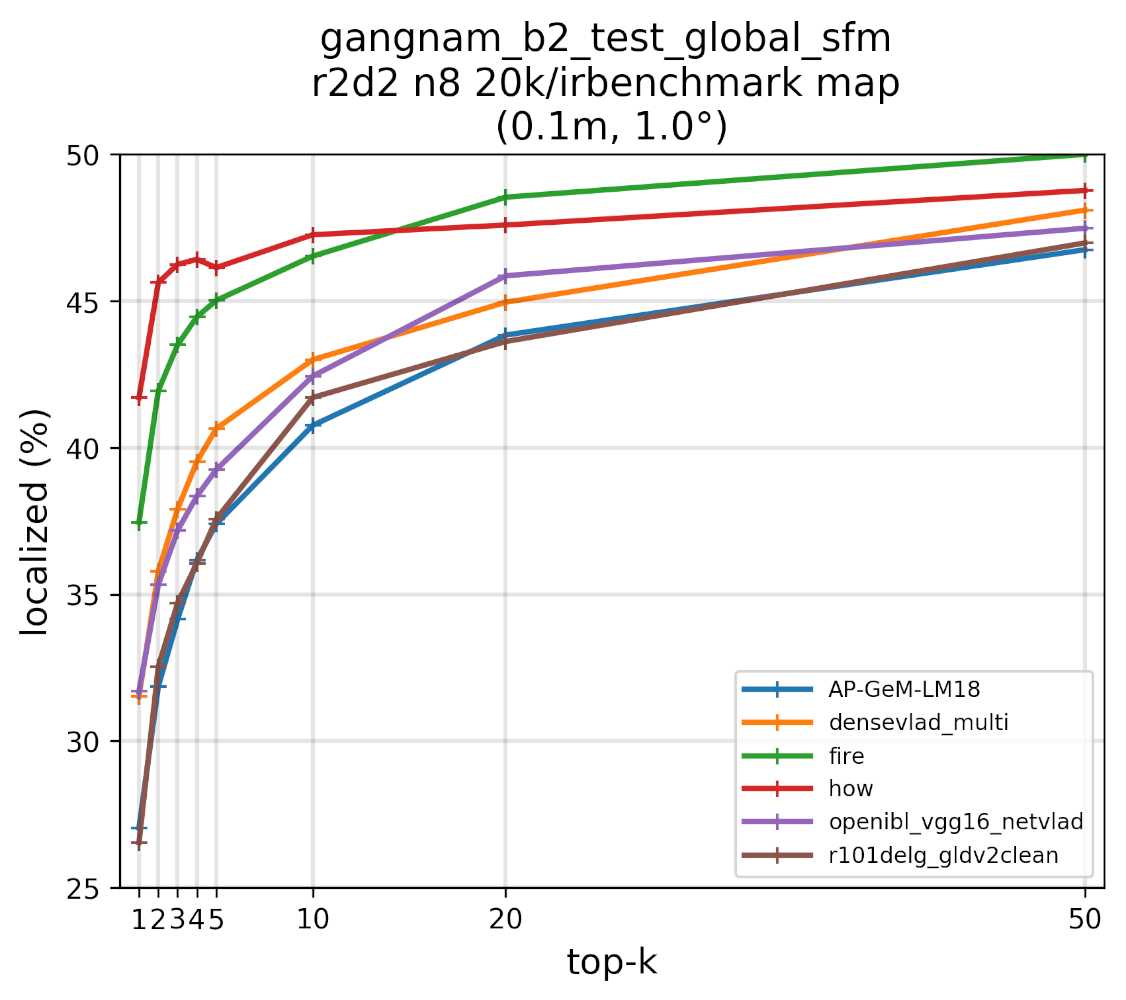 gangnam_b2_test_global_sfm
r2d2 n8 20k/irbenchmark map
(0.1m, 1.0°)
50
45
40
35
30
25
localized (%)
AP-GeM-LM18
densevlad_multi
fire
how
openibl_vgg16_netvlad
r101delg_gldv2clean
1 2 3 4 5 10 20 50
top-k